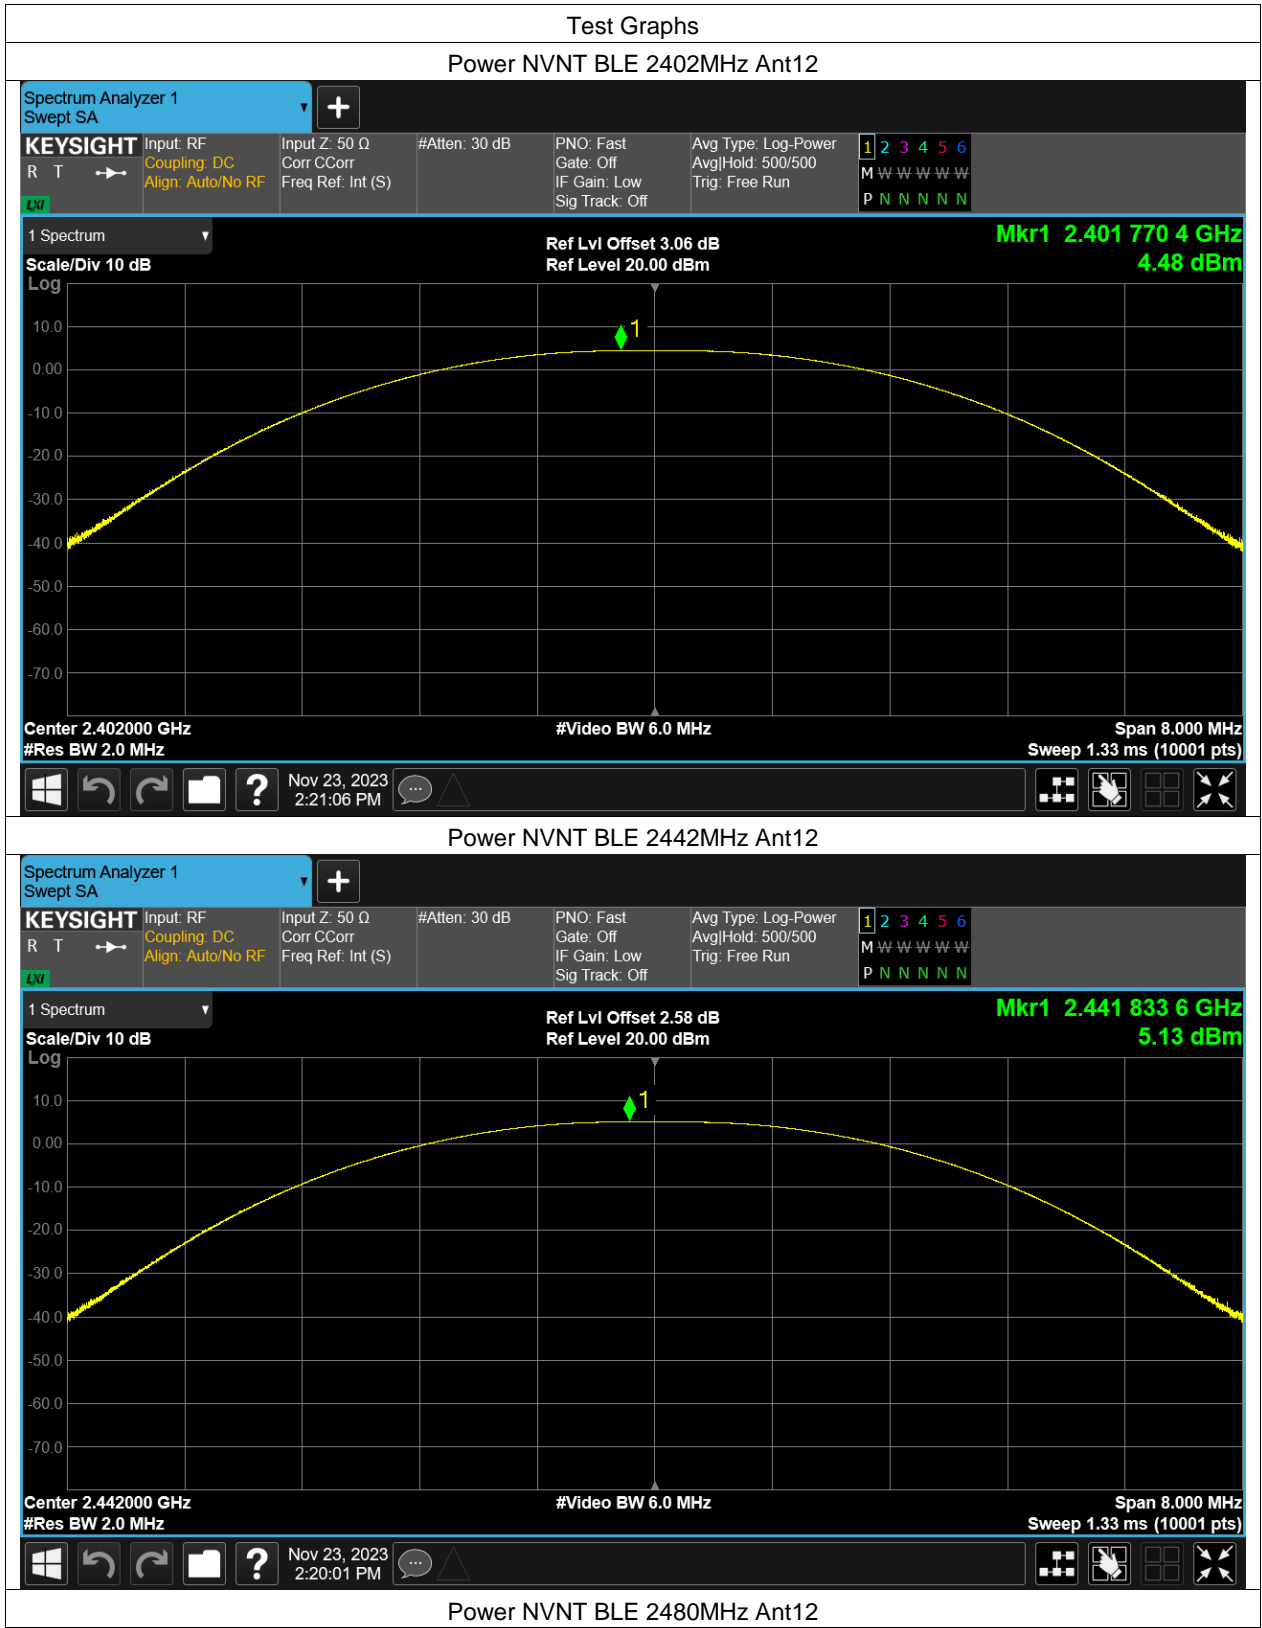 Test Graphs
Power NVNT BLE 2402MHz Ant12
Spectrum Analyzer 1
Swept SA
KEYSIGHT
R T
LXI
Input: RF
Coupling: DC
Align: Auto/No RF
Input Z: 50 Ω
Corr CCorr
Freq Ref: Int (S)
#Atten: 30 dB
PNO: Fast
Gate: Off
IF Gain: Low
Sig Track: Off
Avg Type: Log-Power
Avg|Hold: 500/500
Trig: Free Run
1 2 3 4 5 6
M W W W W W
P N N N N N
1 Spectrum
Scale/Div 10 dB
Ref Lvl Offset 3.06 dB
Ref Level 20.00 dBm
Mkr1 2.401 770 4 GHz
4.48 dBm
Log
1
10.0
0.00
-10.0
-20.0
-30.0
-40.0
-50.0
-60.0
-70.0
Center 2.402000 GHz
#Video BW 6.0 MHz
Span 8.000 MHz
#Res BW 2.0 MHz
Sweep 1.33 ms (10001 pts)
?
Nov 23, 2023
2:21:06 PM
Power NVNT BLE 2442MHz Ant12
Spectrum Analyzer 1
Swept SA
KEYSIGHT
R T
LXI
Input: RF
Coupling: DC
Align: Auto/No RF
Input Z: 50 Ω
Corr CCorr
Freq Ref: Int (S)
#Atten: 30 dB
PNO: Fast
Gate: Off
IF Gain: Low
Sig Track: Off
Avg Type: Log-Power
Avg|Hold: 500/500
Trig: Free Run
1 2 3 4 5 6
M W W W W W
P N N N N N
1 Spectrum
Scale/Div 10 dB
Ref Lvl Offset 2.58 dB
Ref Level 20.00 dBm
Mkr1 2.441 833 6 GHz
5.13 dBm
Log
1
10.0
0.00
-10.0
-20.0
-30.0
-40.0
-50.0
-60.0
-70.0
Center 2.442000 GHz
#Video BW 6.0 MHz
Span 8.000 MHz
#Res BW 2.0 MHz
Sweep 1.33 ms (10001 pts)
?
Nov 23, 2023
2:20:01 PM
Power NVNT BLE 2480MHz Ant12